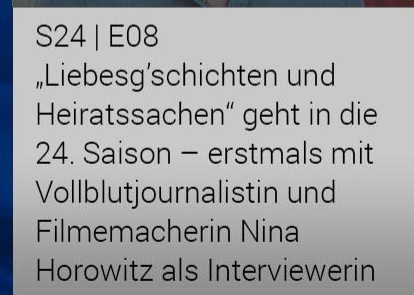 S24 | E08
„Liebesg’schichten und
Heiratssachen“ geht in die
24. Saison – erstmals mit
Vollblutjournalistin und
Filmemacherin Nina
Horowitz als Interviewerin